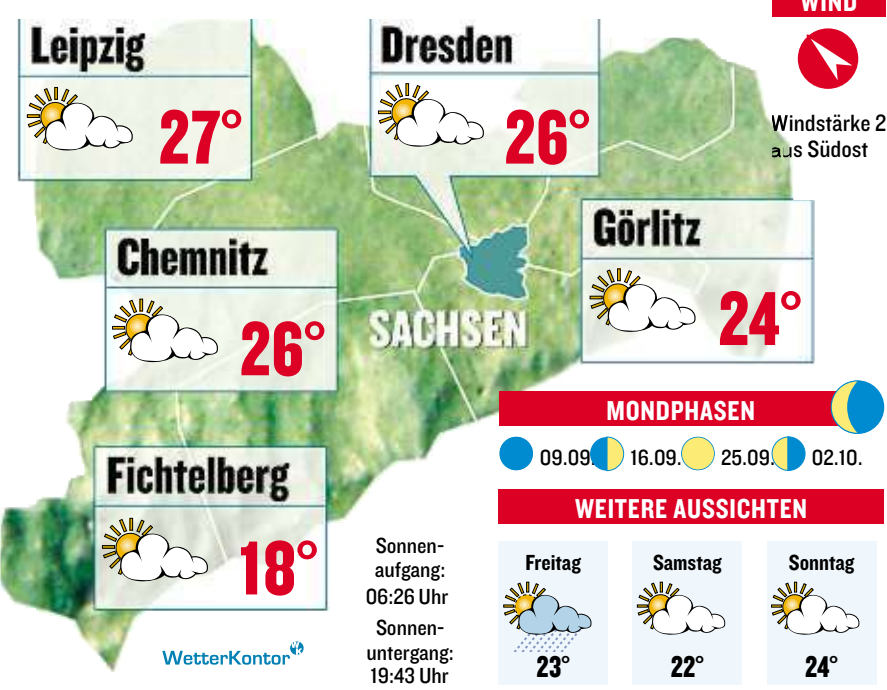 WIND
Windstärke 2
aus Südost
Leipzig
27°
Dresden
26°
Görlitz
24°
Chemnitz
26°
SACHSEN
Fichtelberg
18°
WetterKontor
Sonnen-
aufgang:
06:26 Uhr
Sonnen-
untergang:
19:43 Uhr
MONDPHASEN
09.09. 16.09. 25.09. 02.10.
WEITERE AUSSICHTEN
Freitag Samstag Sonntag
23° 22° 24°